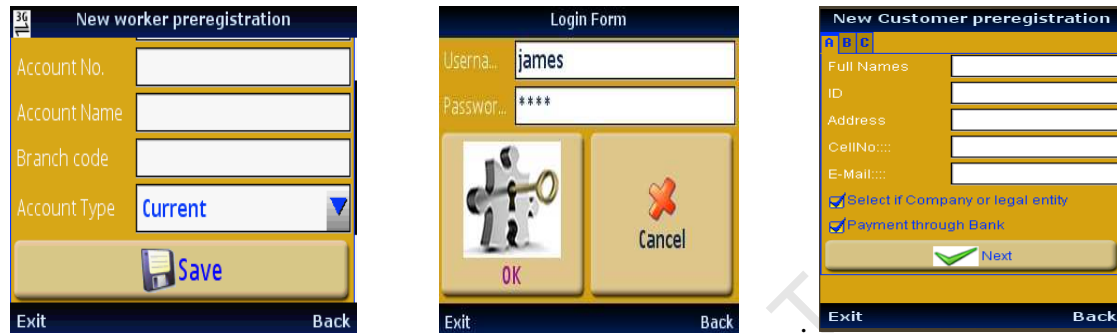 3G
New worker preregistration
Account No.
Account Name
Branch code
Account Type Current
Save
Exit Back
Login Form
Userna... james
Passwor... ****
OK
Cancel
Exit Back
New Customer preregistration
A B C
Full Names
ID
Address
CellNo::::
E-Mail::::
Select if Company or legal entity
Payment through Bank
Next
Exit Back